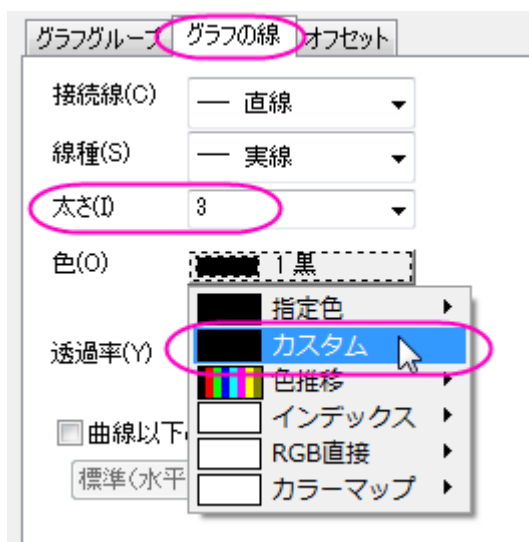 グラフグループ グラフの線 オフセット
接続線(C) 直線
線種(S) 実線
太さ(I) 3
色(O) 1 黒
指定色
透過率(Y) カスタム
色推移
曲線以下 インデックス
RGB直接
標準(水平 カラーマップ